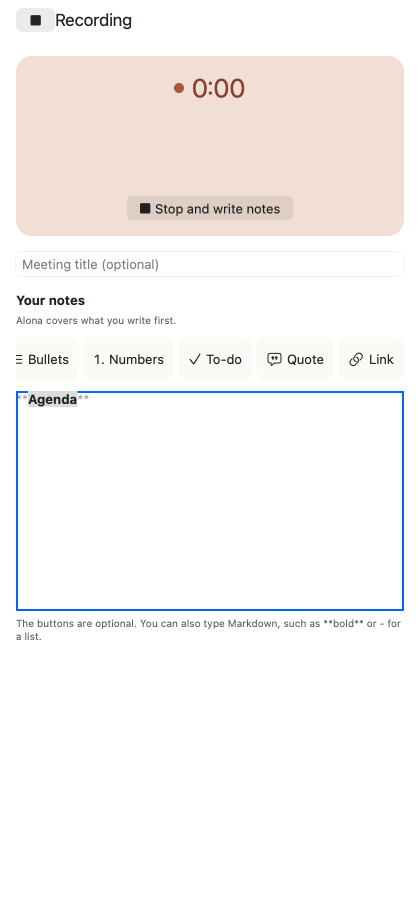 Recording
0:00
Stop and write notes
Meeting title (optional)
Your notes
Alona covers what you write first.
Bullets
1. Numbers
To-do
Quote
Link
**Agenda**
The buttons are optional. You can also type Markdown, such as **bold** or - for
a list.